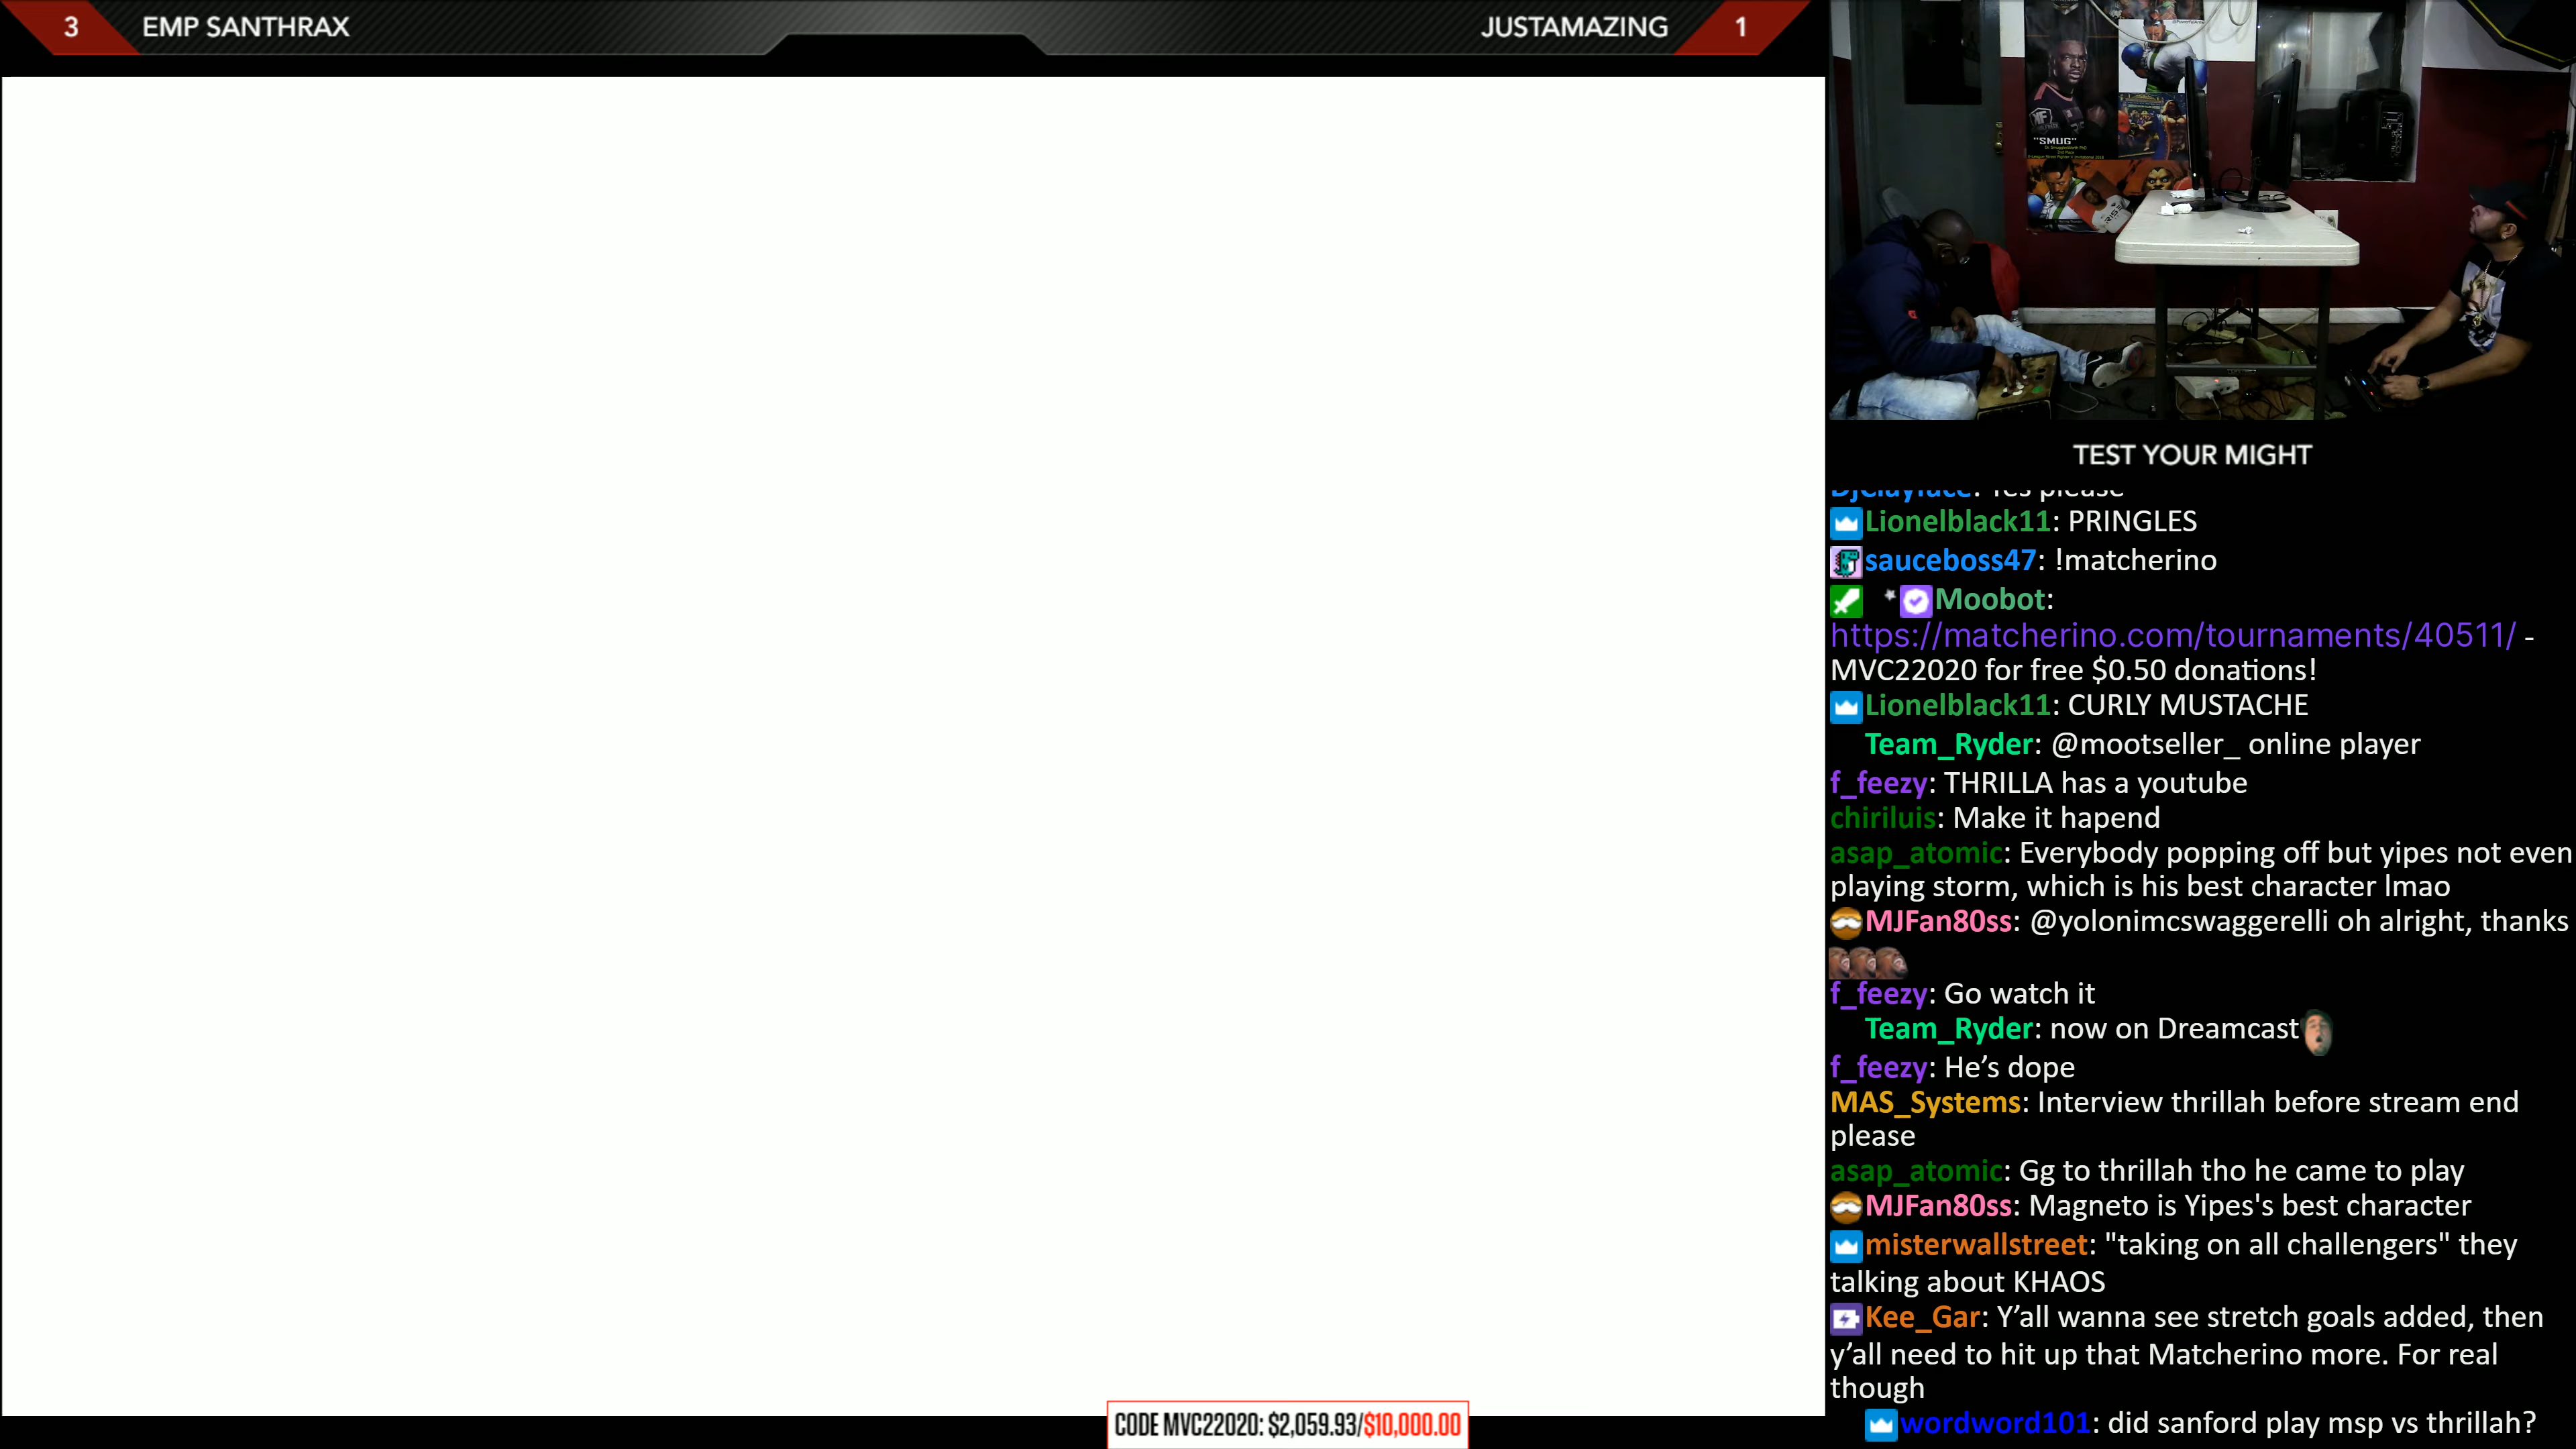 3 EMP SANTHRAX JUSTAMAZING 1
"SMUG"
TEST YOUR MIGHT
DjClayface: Yes please
Lionelblack11: PRINGLES
sauceboss47: !matcherino
Moobot:
https://matcherino.com/tournaments/40511/ -
MVC22020 for free $0.50 donations!
Lionelblack11: CURLY MUSTACHE
Team_Ryder: @mootseller_ online player
f_feezy: THRILLA has a youtube
chiriluis: Make it hapend
asap_atomic: Everybody popping off but yipes not even
playing storm, which is his best character lmao
MJFan80ss: @yolonimcswaggerelli oh alright, thanks
f_feezy: Go watch it
Team_Ryder: now on Dreamcast
f_feezy: He’s dope
MAS_Systems: Interview thrillah before stream end
please
asap_atomic: Gg to thrillah tho he came to play
MJFan80ss: Magneto is Yipes's best character
misterwallstreet: "taking on all challengers" they
talking about KHAOS
Kee_Gar: Y’all wanna see stretch goals added, then
y’all need to hit up that Matcherino more. For real
though
wordword101: did sanford play msp vs thrillah?
CODE MVC22020: $2,059.93/$10,000.00